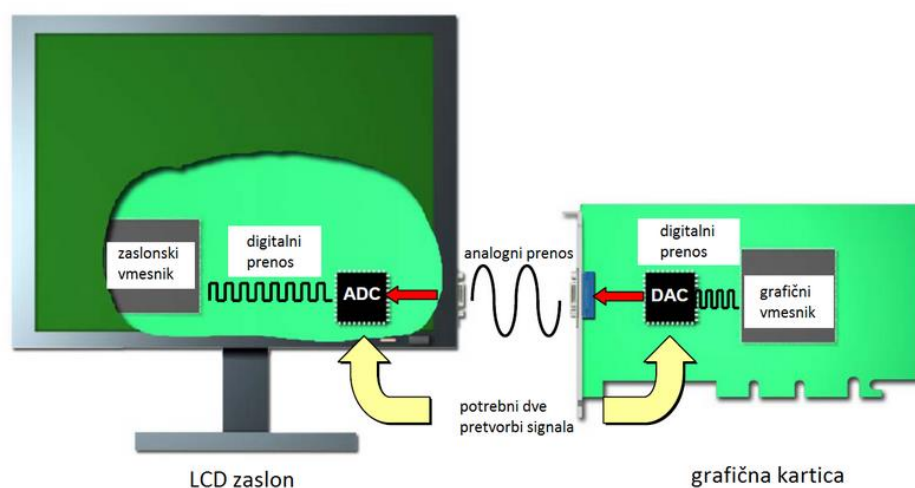 zaslonski
vmesnik
digitalni
prenos
ADC
analogni prenos
digitalni
prenos
DAC
grafični
vmesnik
potrebni dve
pretvorbi signala
LCD zaslon
grafična kartica